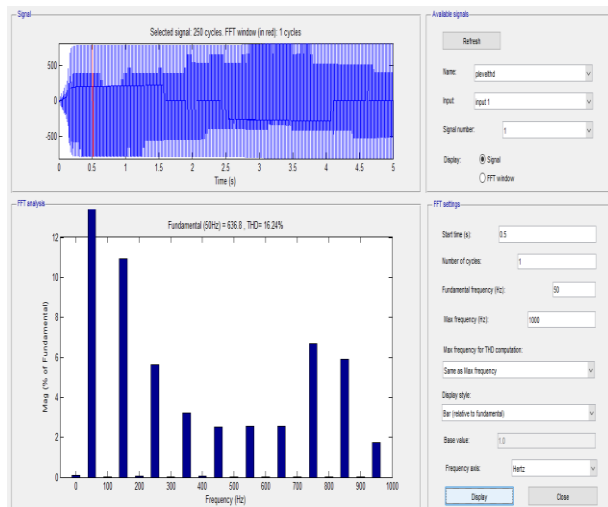 Signal
Selected signal: 250 cycles. FFT window (in red): 1 cycles
500
0
-500
0 0.5 1 1.5 2 2.5 3 3.5 4 4.5 5
Time (s)
FFT analysis
Fundamental (50Hz) = 636.8 , THD= 16.24%
Mag (% of Fundamental)
12
10
8
6
4
2
0
0 100 200 300 400 500 600 700 800 900 1000
Frequency (Hz)
Available signals
Refresh
Name: plevelthd
Input: input 1
Signal number: 1
Display: Signal
FFT window
FFT settings
Start time (s): 0.5
Number of cycles: 1
Fundamental frequency (Hz): 50
Max frequency (Hz): 1000
Max frequency for THD computation:
Same as Max frequency
Display style:
Bar (relative to fundamental)
Base value: 1.0
Frequency axis: Hertz
Display Close